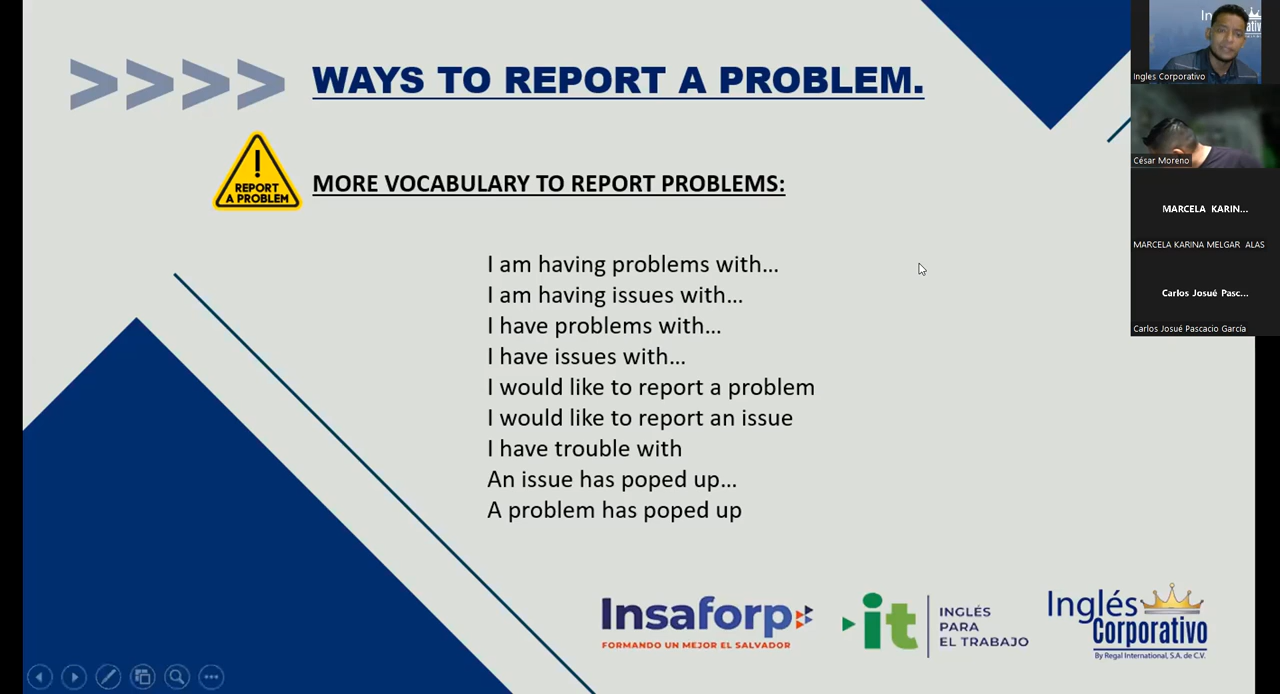 WAYS TO REPORT A PROBLEM.
!
REPORT
A PROBLEM
MORE VOCABULARY TO REPORT PROBLEMS:
I am having problems with...
I am having issues with...
I have problems with...
I have issues with...
I would like to report a problem
I would like to report an issue
I have trouble with
An issue has poped up...
A problem has poped up
Insaforp
FORMANDO UN MEJOR EL SALVADOR
it
INGLÉS
PARA
EL TRABAJO
Inglés
Corporativo
By Regal International, S.A. de C.V.
Ingles Corporativo
César Moreno
MARCELA KARIN...
MARCELA KARINA MELGAR ALAS
Carlos Josué Pasc...
Carlos Josué Pascacio García